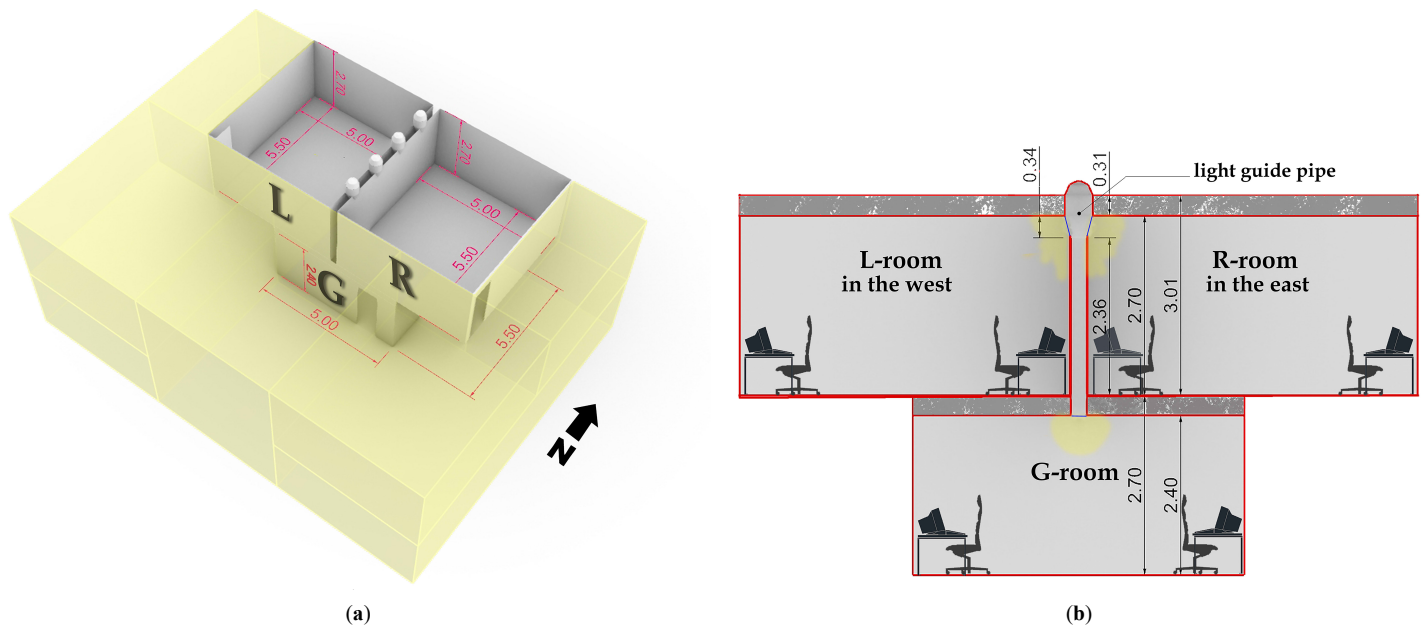 2.70
5.00
5.50
2.70
5.00
5.50
L
R
G
2.40
5.00
5.50
N
(a)
0.34
0.31
light guide pipe
L-room
in the west
R-room
in the east
2.36
2.70
3.01
G-room
2.70
2.40
(b)